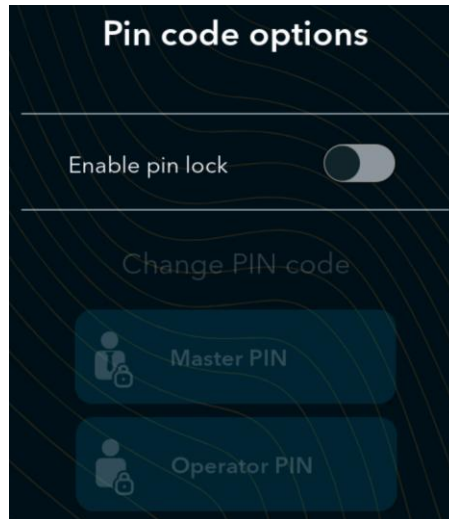 Pin code options
Enable pin lock
Change PIN code
Master PIN
Operator PIN